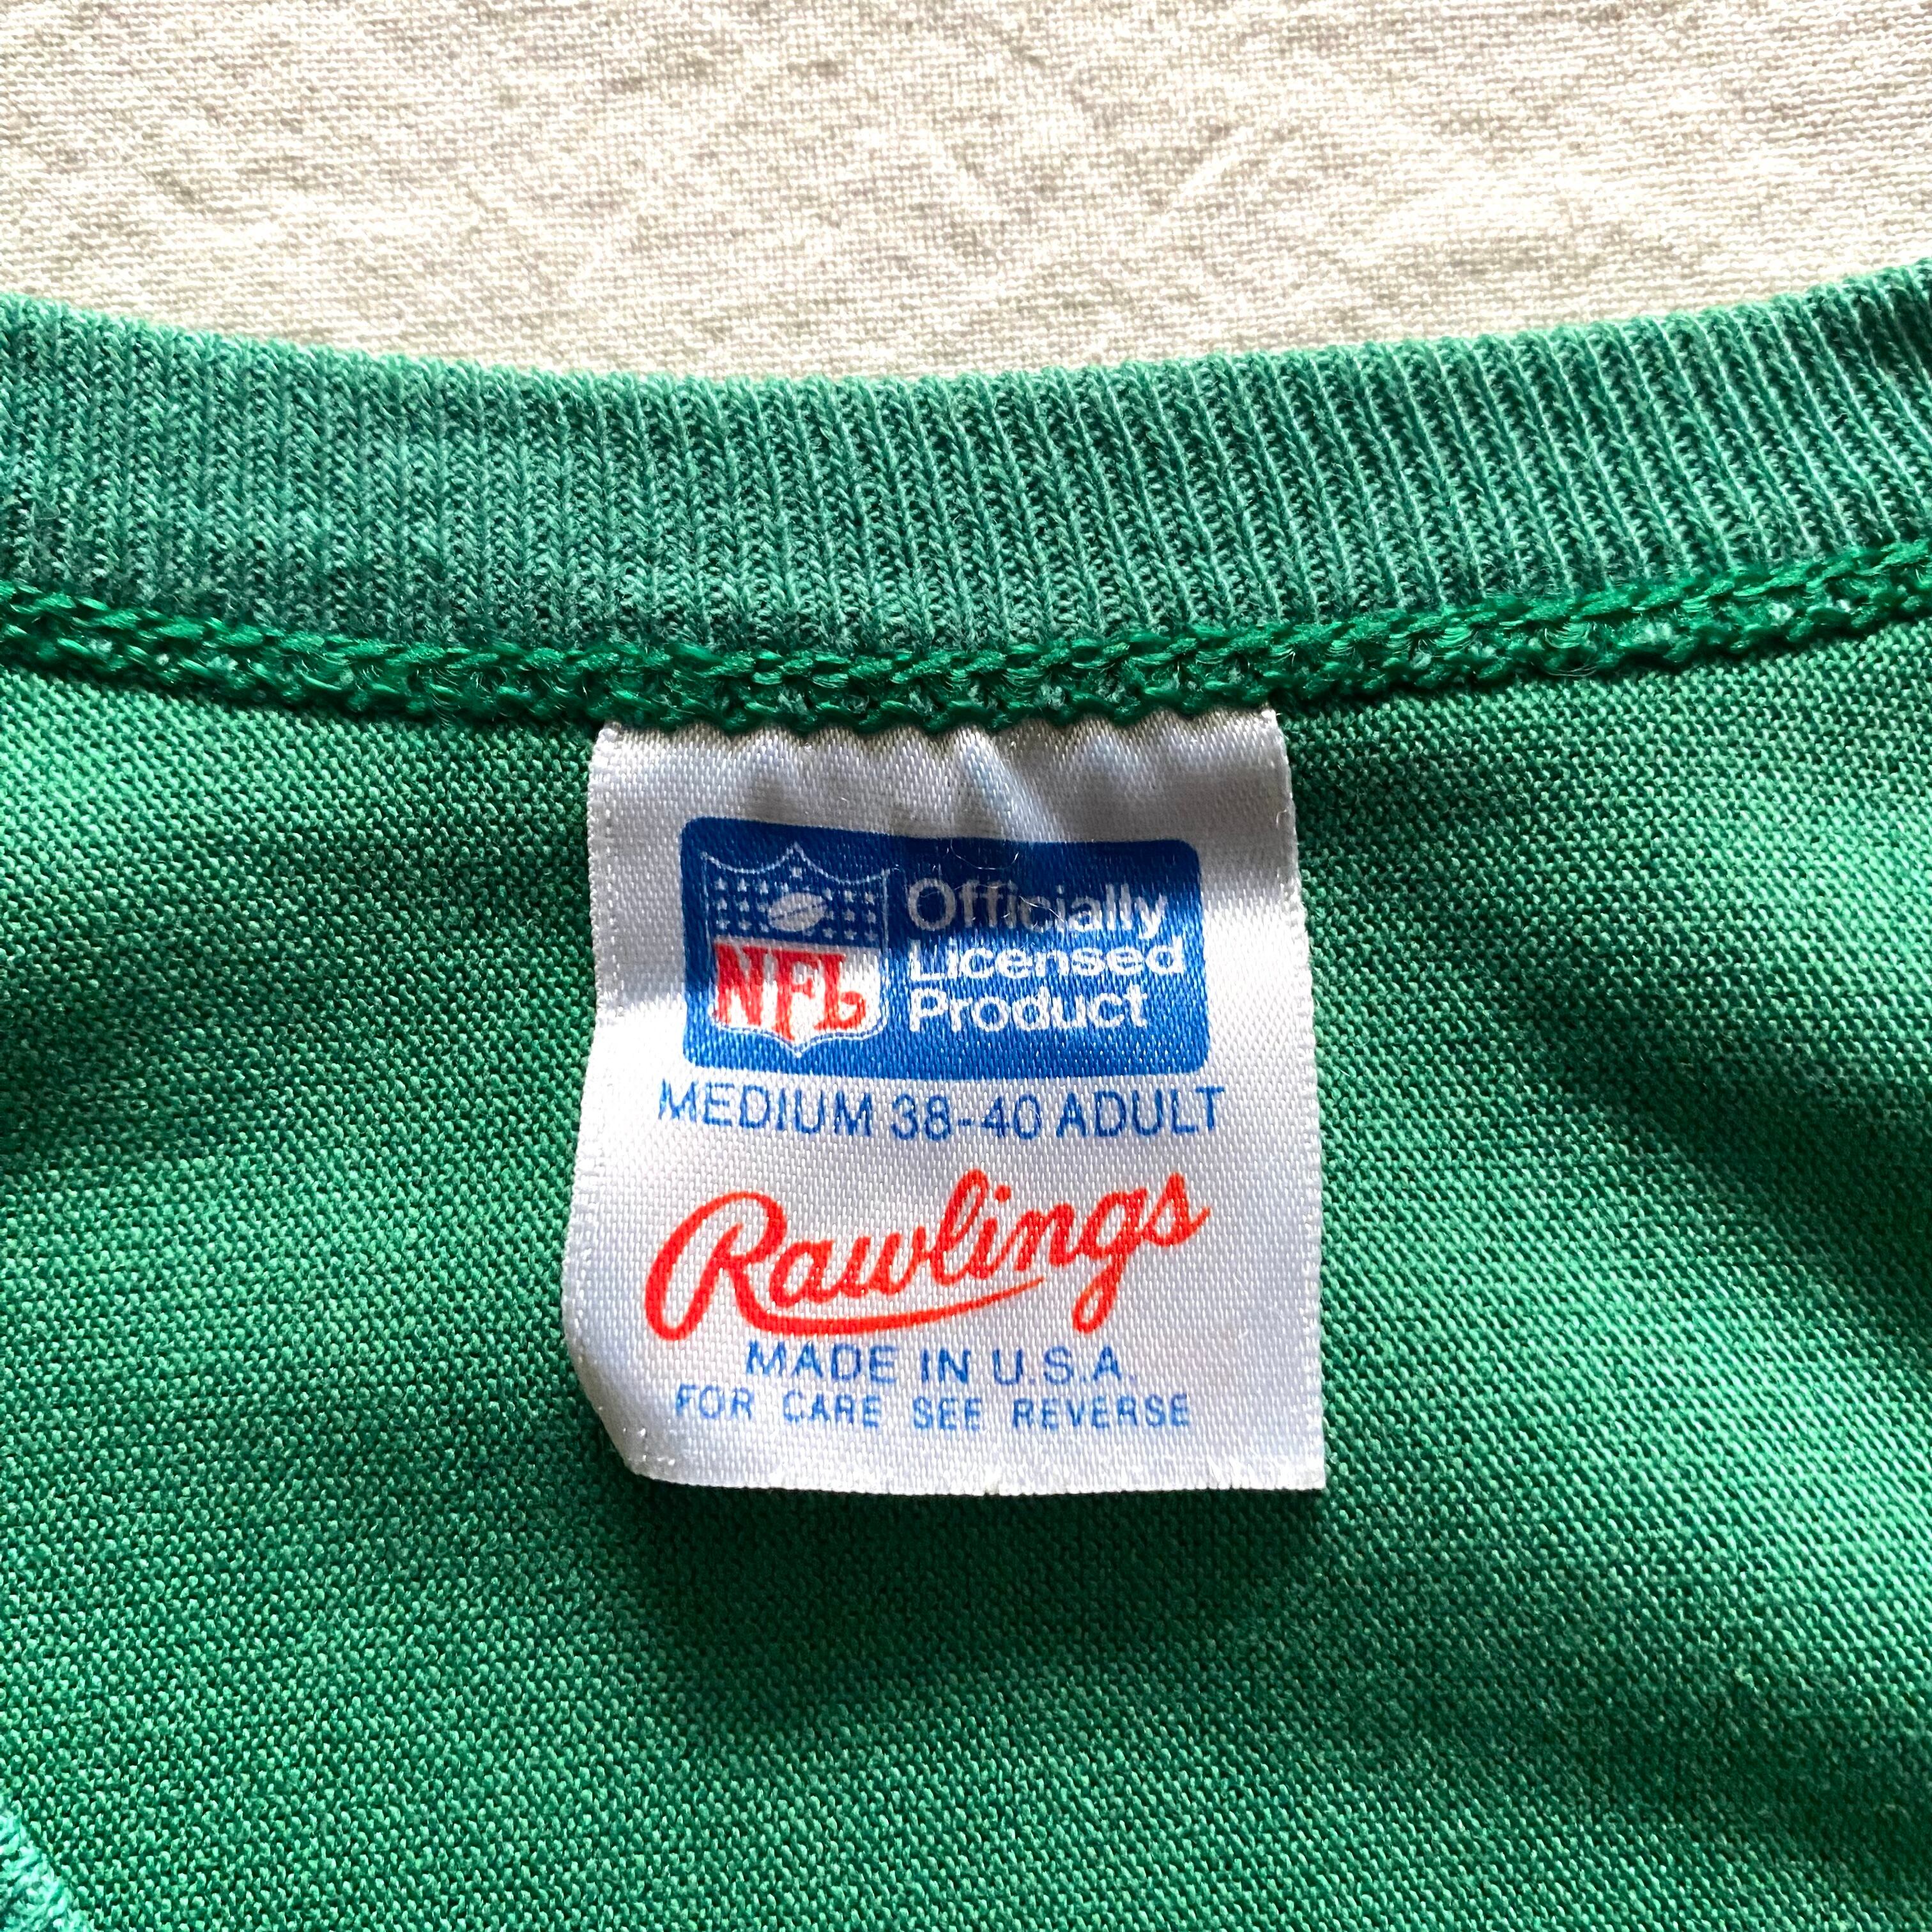 NFL
Officially
Licensed
Product
MEDIUM 38-40 ADULT
Rawlings
MADE IN U.S.A.
FOR CARE SEE REVERSE